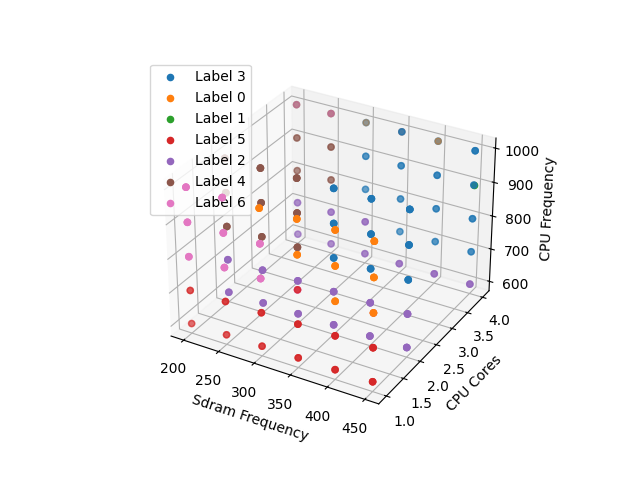 Label 3
Label 0
Label 1
Label 5
Label 2
Label 4
Label 6
1000
900
800
700
600
CPU Frequency
4.0
3.5
3.0
2.5
2.0
1.5
1.0
CPU Cores
200
250
300
350
400
450
Sdram Frequency